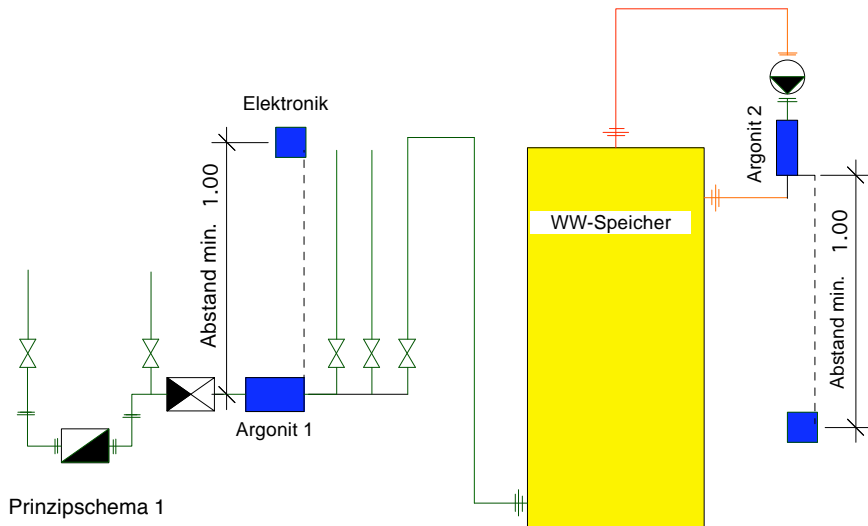 Elektronik
Abstand min. 1.00
Argonit 1
WW-Speicher
Argonit 2
Abstand min. 1.00
Prinzipschema 1